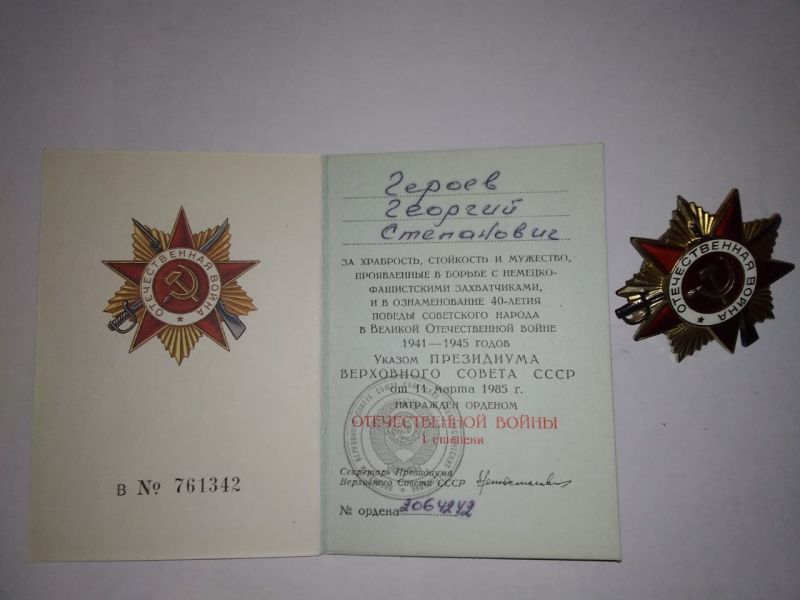 ОТЕЧЕСТВЕННАЯ ВОЙНА
В № 761342
Героев
Георгий
Степанович
ЗА ХРАБРОСТЬ, СТОЙКОСТЬ И МУЖЕСТВО,
ПРОЯВЛЕННЫЕ В БОРЬБЕ С НЕМЕЦКО-
ФАШИСТСКИМИ ЗАХВАТЧИКАМИ,
И В ОЗНАМЕНОВАНИЕ 40-ЛЕТИЯ
ПОБЕДЫ СОВЕТСКОГО НАРОДА
В ВЕЛИКОЙ ОТЕЧЕСТВЕННОЙ ВОЙНЕ
1941—1945 ГОДОВ
УКАЗОМ ПРЕЗИДИУМА
ВЕРХОВНОГО СОВЕТА СССР
от 11 марта 1985 г.
НАГРАЖДЕН ОРДЕНОМ
ОТЕЧЕСТВЕННОЙ ВОЙНЫ
I степени
Секретарь Президиума
Верховного Совета СССР
№ ордена 2064242
ОТЕЧЕСТВЕННАЯ ВОЙНА